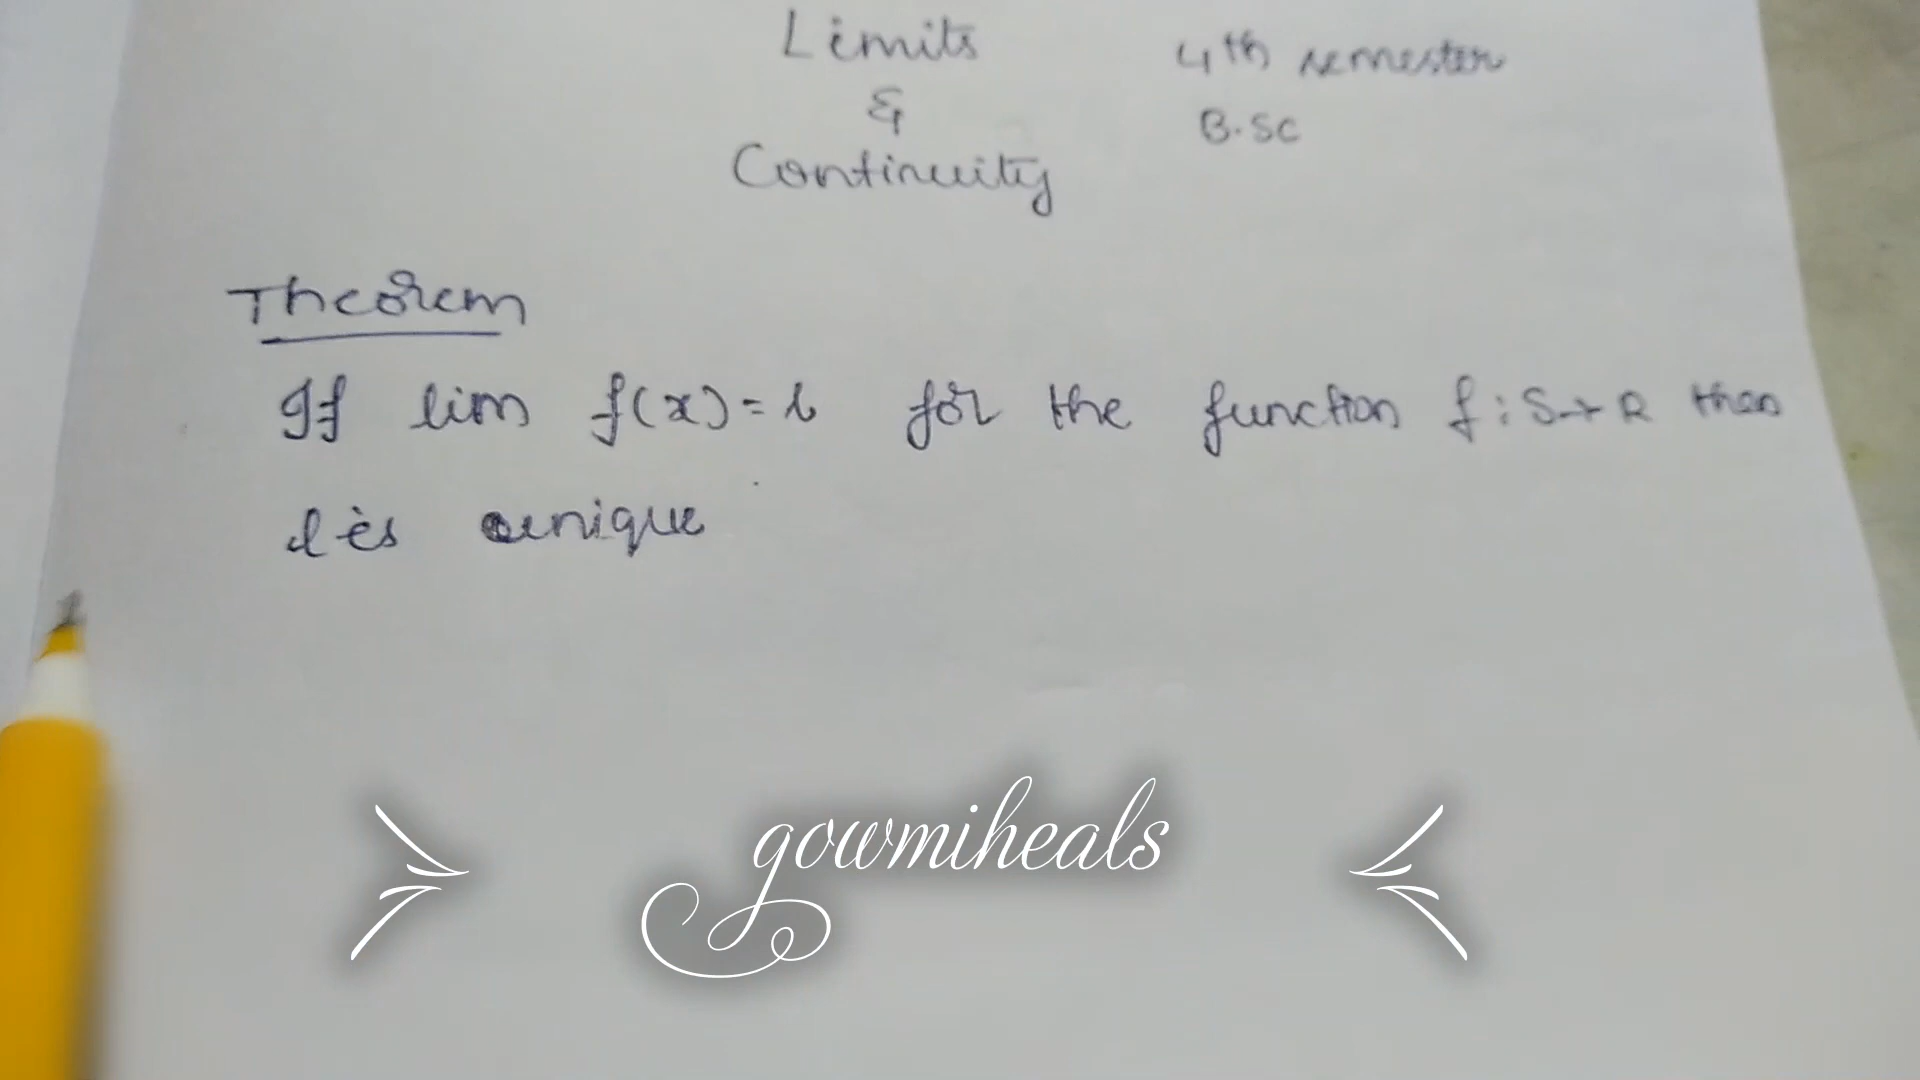 Limits
&
Continuity
4th semester
B.Sc
Theorem
If lim f(x) = l for the function f : S → R then
l is unique
gowmiheals